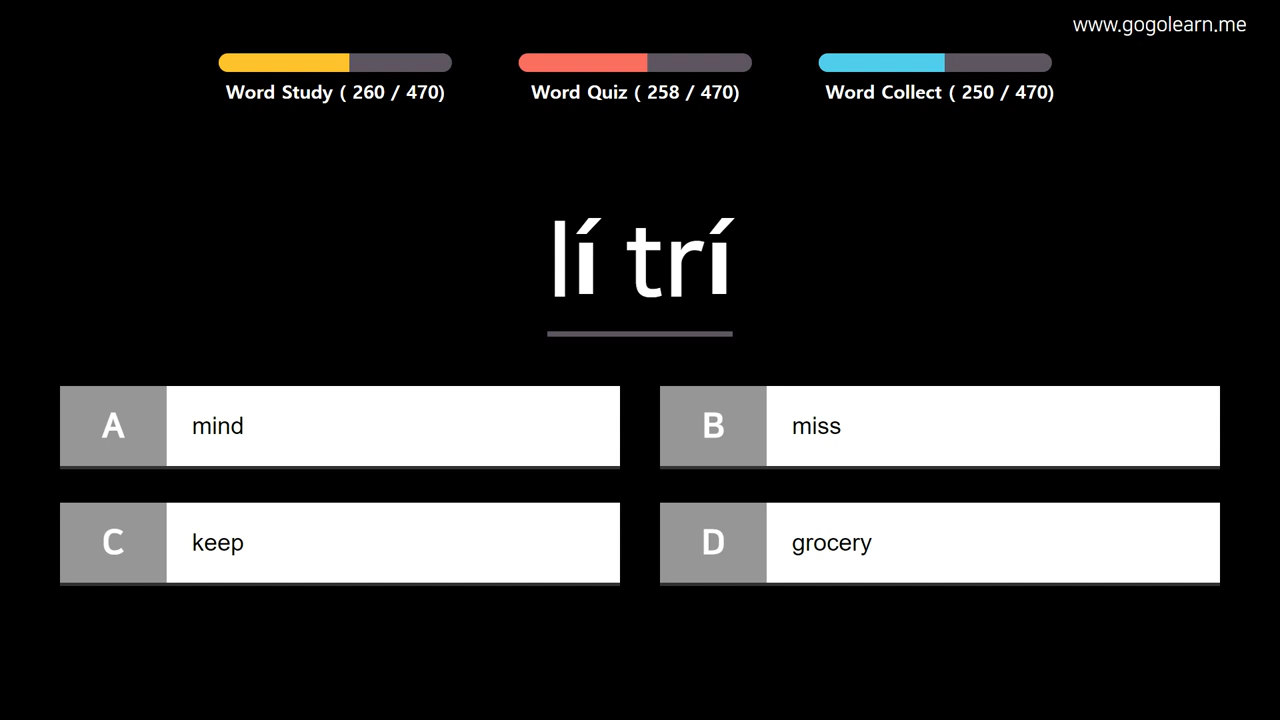 www.gogolearn.me
Word Study ( 260 / 470)
Word Quiz ( 258 / 470)
Word Collect ( 250 / 470)
lí trí
A mind
B miss
C keep
D grocery